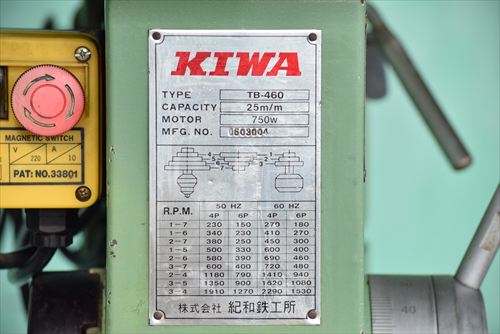 KIWA
TYPE TB-460
CAPACITY 25m/m
MOTOR 750w
MFG. NO. 0603004
MAGNETIC SWITCH
V A
220 10
PAT: NO.33801
50 HZ 60 HZ
R.P.M. 4P 6P 4P 6P
1-7 230 150 270 180
1-6 340 230 410 220
2-7 380 250 450 300
1-5 500 330 600 400
2-6 580 390 690 460
3-7 600 400 720 480
2-4 1180 790 1410 940
3-5 1350 900 1620 1080
3-4 1910 1270 2290 1530
株式会社 紀和鉄工所
40